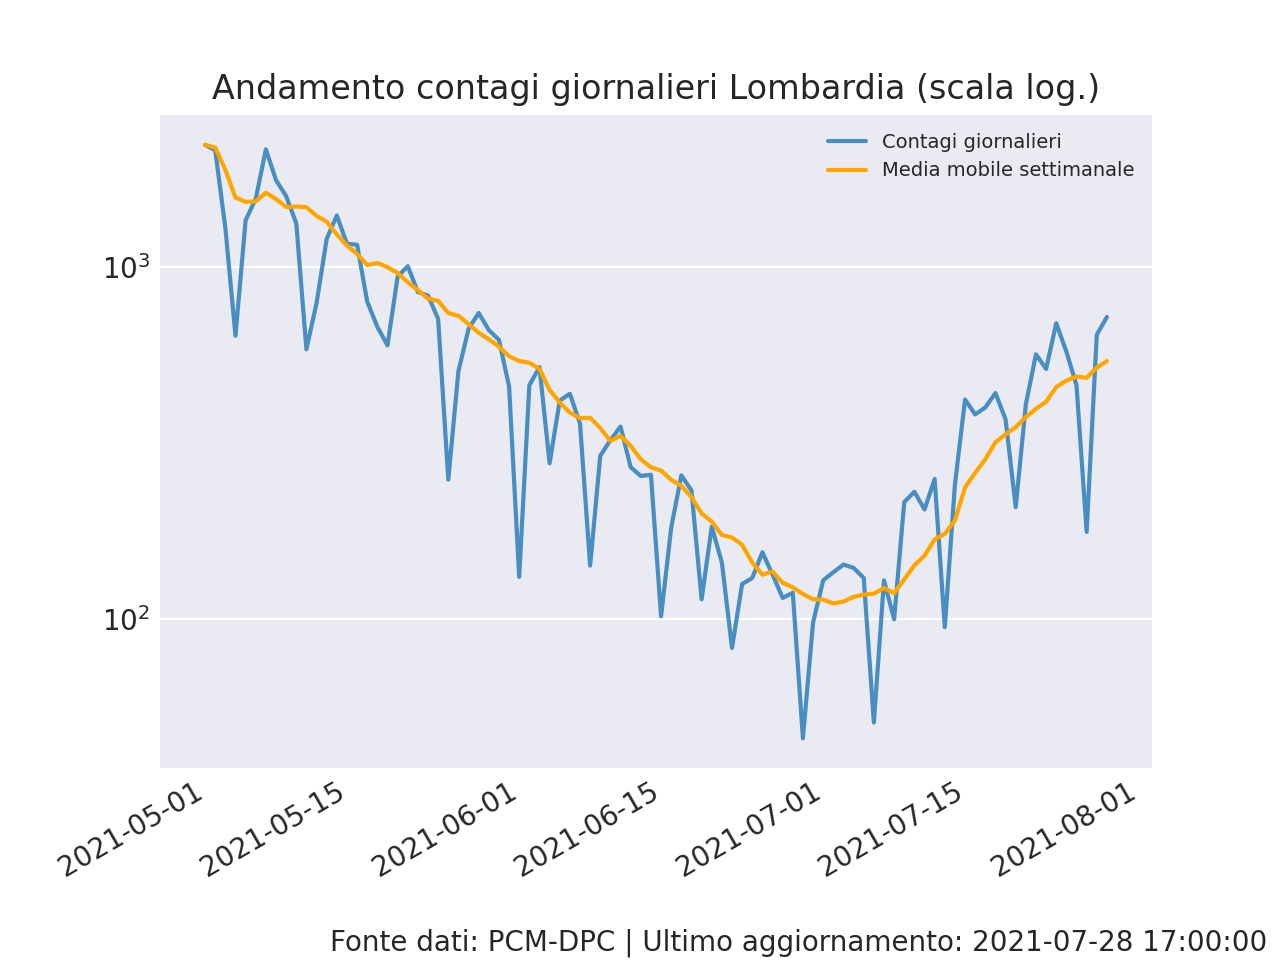 Andamento contagi giornalieri Lombardia (scala log.)
Contagi giornalieri
Media mobile settimanale
10³
10²
2021-05-01
2021-05-15
2021-06-01
2021-06-15
2021-07-01
2021-07-15
2021-08-01
Fonte dati: PCM-DPC | Ultimo aggiornamento: 2021-07-28 17:00:00